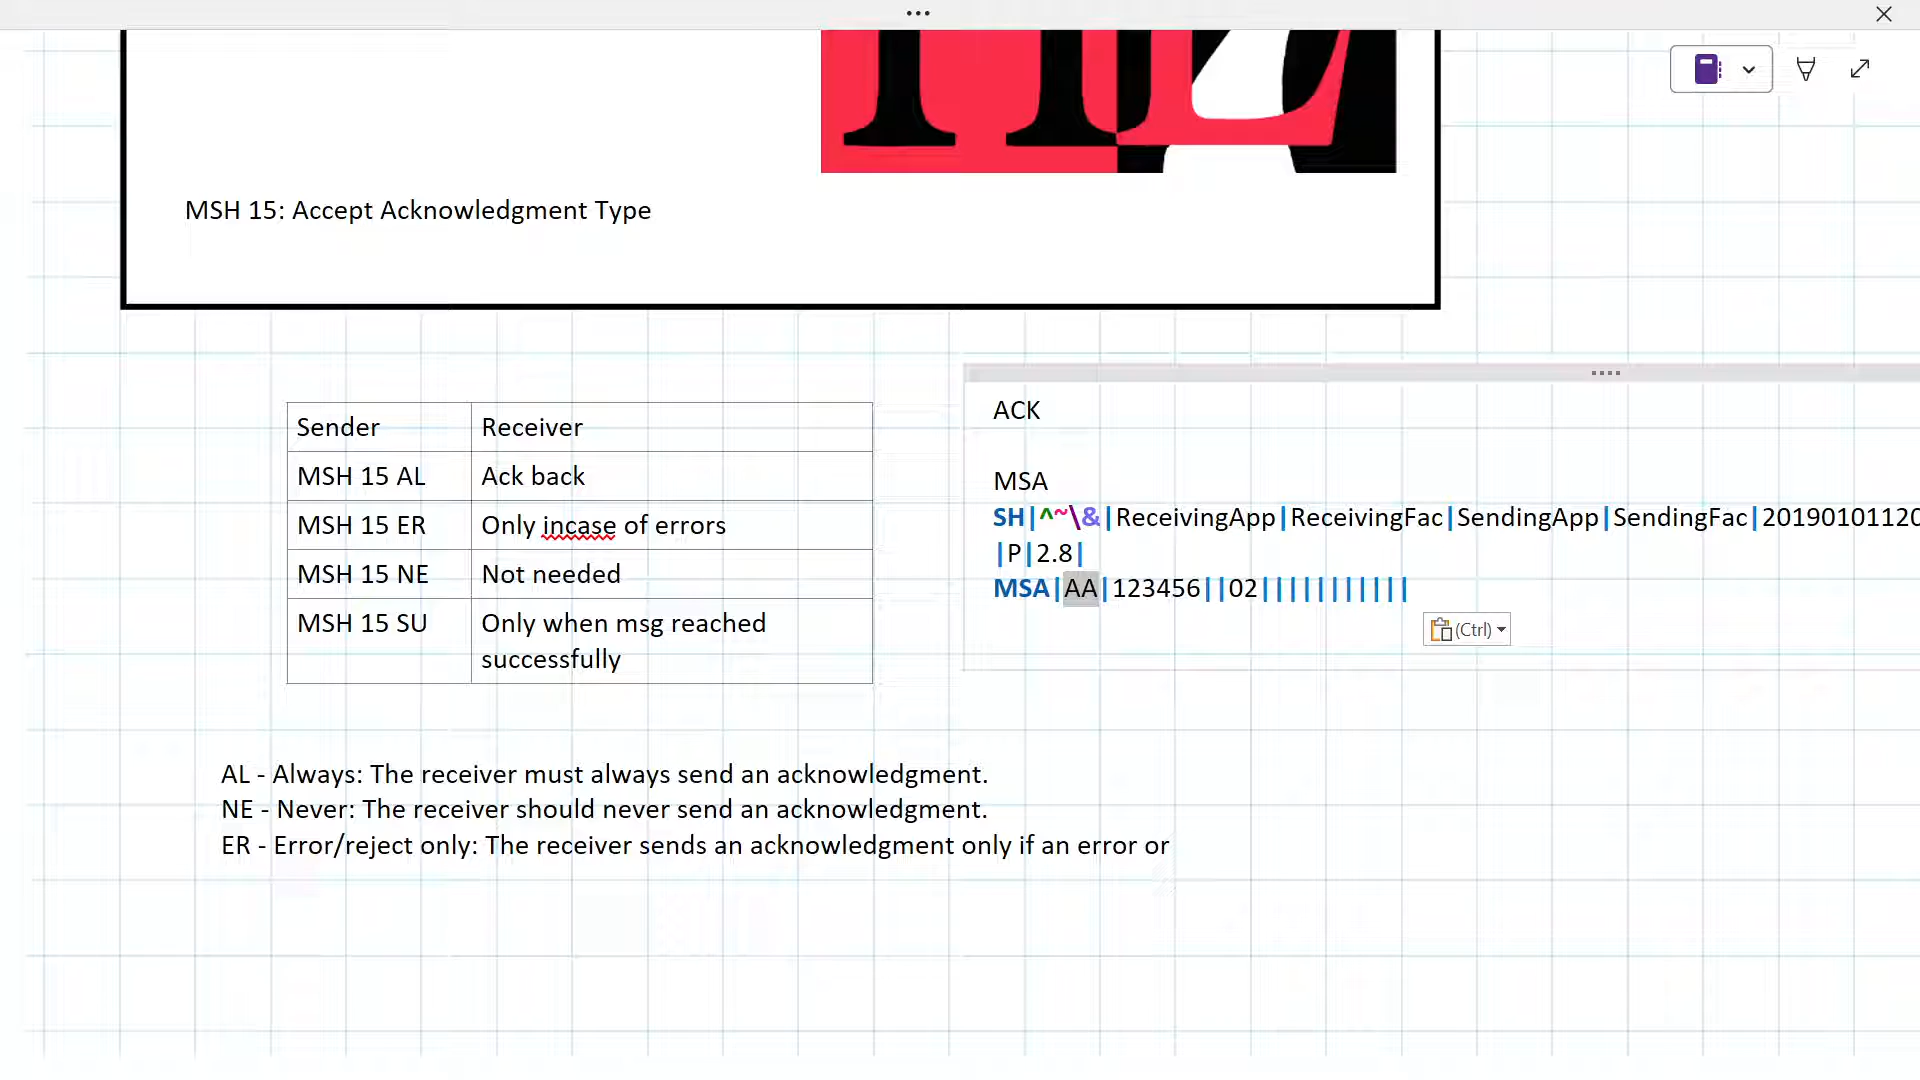 MSH 15: Accept Acknowledgment Type
Sender Receiver
MSH 15 AL Ack back
MSH 15 ER Only incase of errors
MSH 15 NE Not needed
MSH 15 SU Only when msg reached
successfully
ACK
MSA
SH|^~\&|ReceivingApp|ReceivingFac|SendingApp|SendingFac|20190101120
|P|2.8|
MSA|AA|123456||02|||||||||||
(Ctrl)
AL - Always: The receiver must always send an acknowledgment.
NE - Never: The receiver should never send an acknowledgment.
ER - Error/reject only: The receiver sends an acknowledgment only if an error or